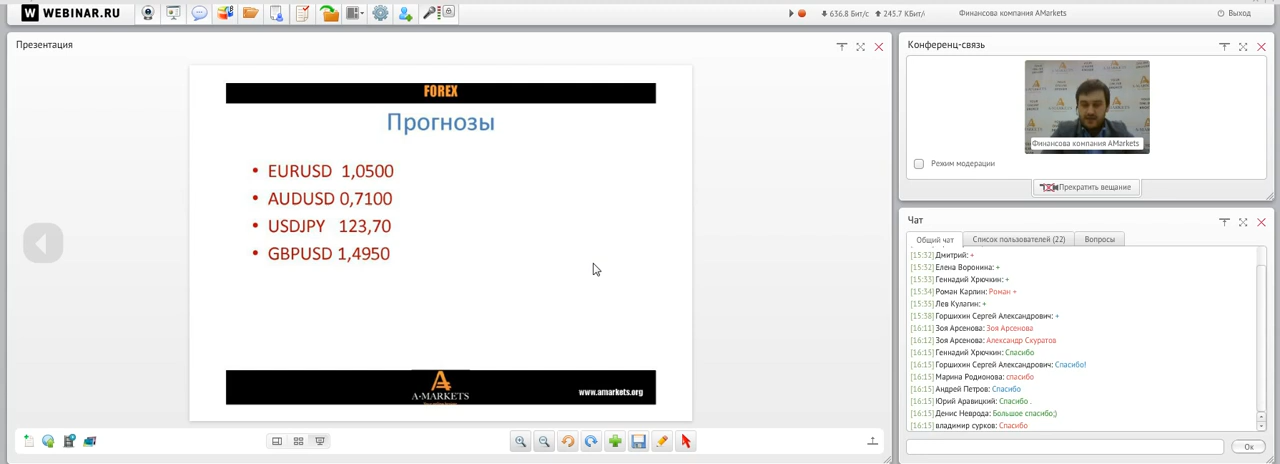 W WEBINAR.RU
636.8 Бит/с 245.7 КБит/с
Финансова компания AMarkets
Выход
Презентация
FOREX
Прогнозы
• EURUSD 1,0500
• AUDUSD 0,7100
• USDJPY 123,70
• GBPUSD 1,4950
A-MARKETS
www.amarkets.org
Конференц-связь
Финансова компания AMarkets
Режим модерации
Прекратить вещание
Чат
Общий чат Список пользователей (22) Вопросы
[15:32] Дмитрий: +
[15:32] Елена Воронина: +
[15:33] Геннадий Хрючкин: +
[15:34] Роман Карпин: Роман +
[15:35] Лев Кулагин: +
[15:38] Горшихин Сергей Александрович: +
[16:11] Зоя Арсенова: Зоя Арсенова
[16:12] Зоя Арсенова: Александр Скуратов
[16:15] Геннадий Хрючкин: Спасибо
[16:15] Горшихин Сергей Александрович: Спасибо!
[16:15] Марина Родионова: спасибо
[16:15] Андрей Петров: Спасибо
[16:15] Юрий Аравицкий: Спасибо .
[16:15] Денис Неврода: Большое спасибо;)
[16:15] владимир сурков: Спасибо
Ок